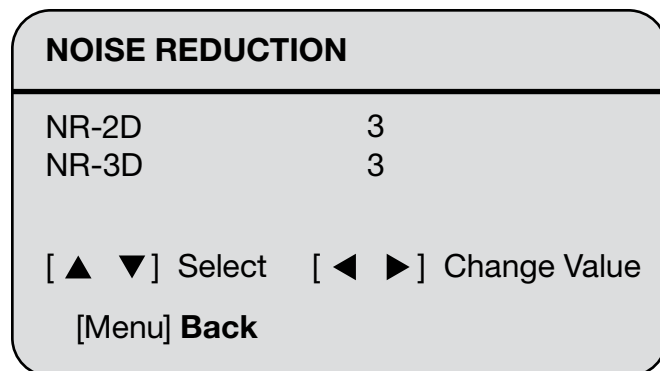 NOISE REDUCTION
NR-2D 3
NR-3D 3
[ ▲ ▼] Select [ ◀ ▶ ] Change Value
[Menu] Back